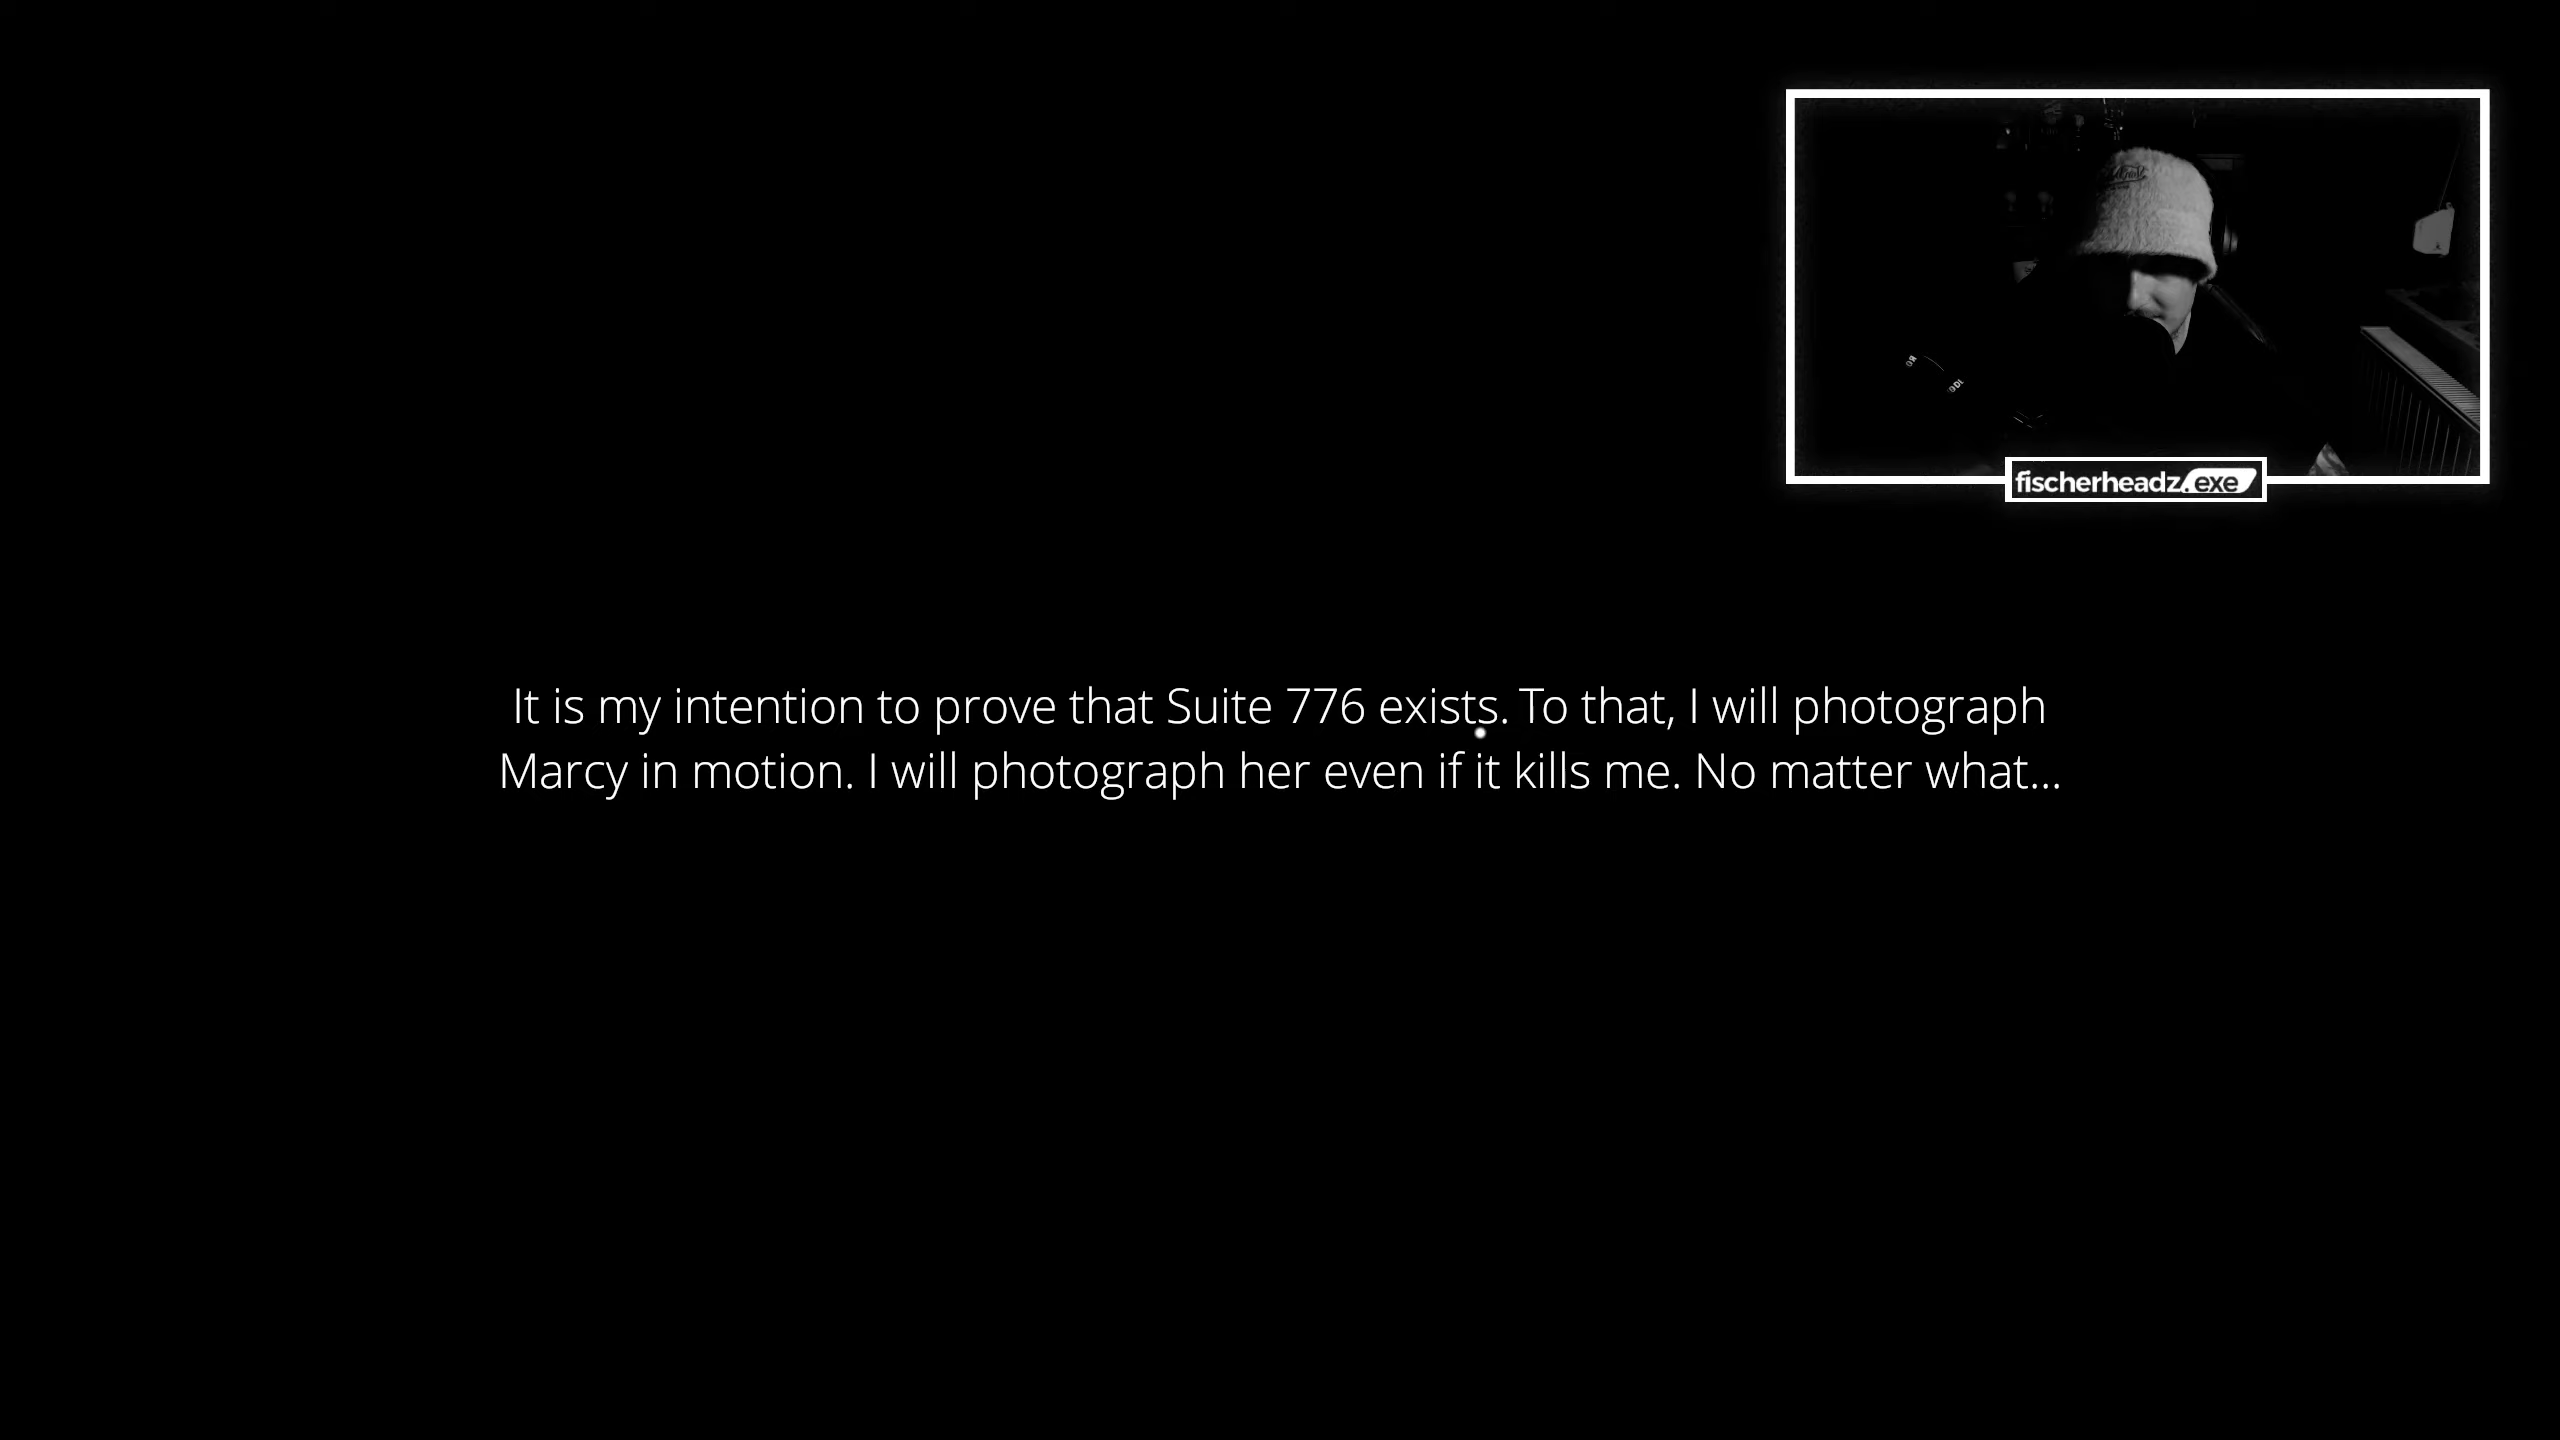 fischerheadz.exe
It is my intention to prove that Suite 776 exists. To that, I will photograph
Marcy in motion. I will photograph her even if it kills me. No matter what...